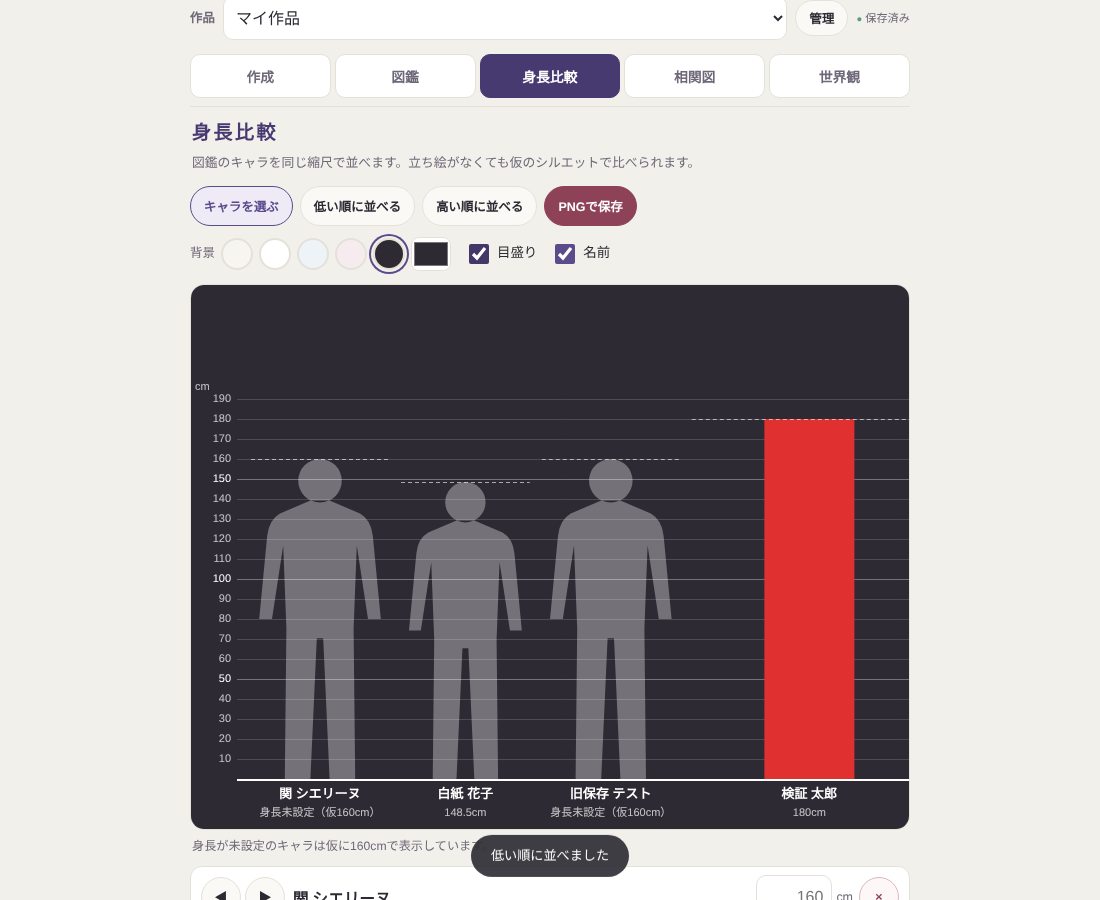 作品 マイ作品 管理 ● 保存済み
作成 図鑑 身長比較 相関図 世界観
身長比較
図鑑のキャラを同じ縮尺で並べます。立ち絵がなくても仮のシルエットで比べられます。
キャラを選ぶ 低い順に並べる 高い順に並べる PNGで保存
背景 目盛り 名前
cm
190
180
170
160
150
140
130
120
110
100
90
80
70
60
50
40
30
20
10
関 シエリーヌ 白紙 花子 旧保存 テスト 検証 太郎
身長未設定（仮160cm） 148.5cm 身長未設定（仮160cm） 180cm
身長が未設定のキャラは仮に160cmで表示しています。
低い順に並べました
◀ ▶ 関 シエリーヌ 160 cm ×